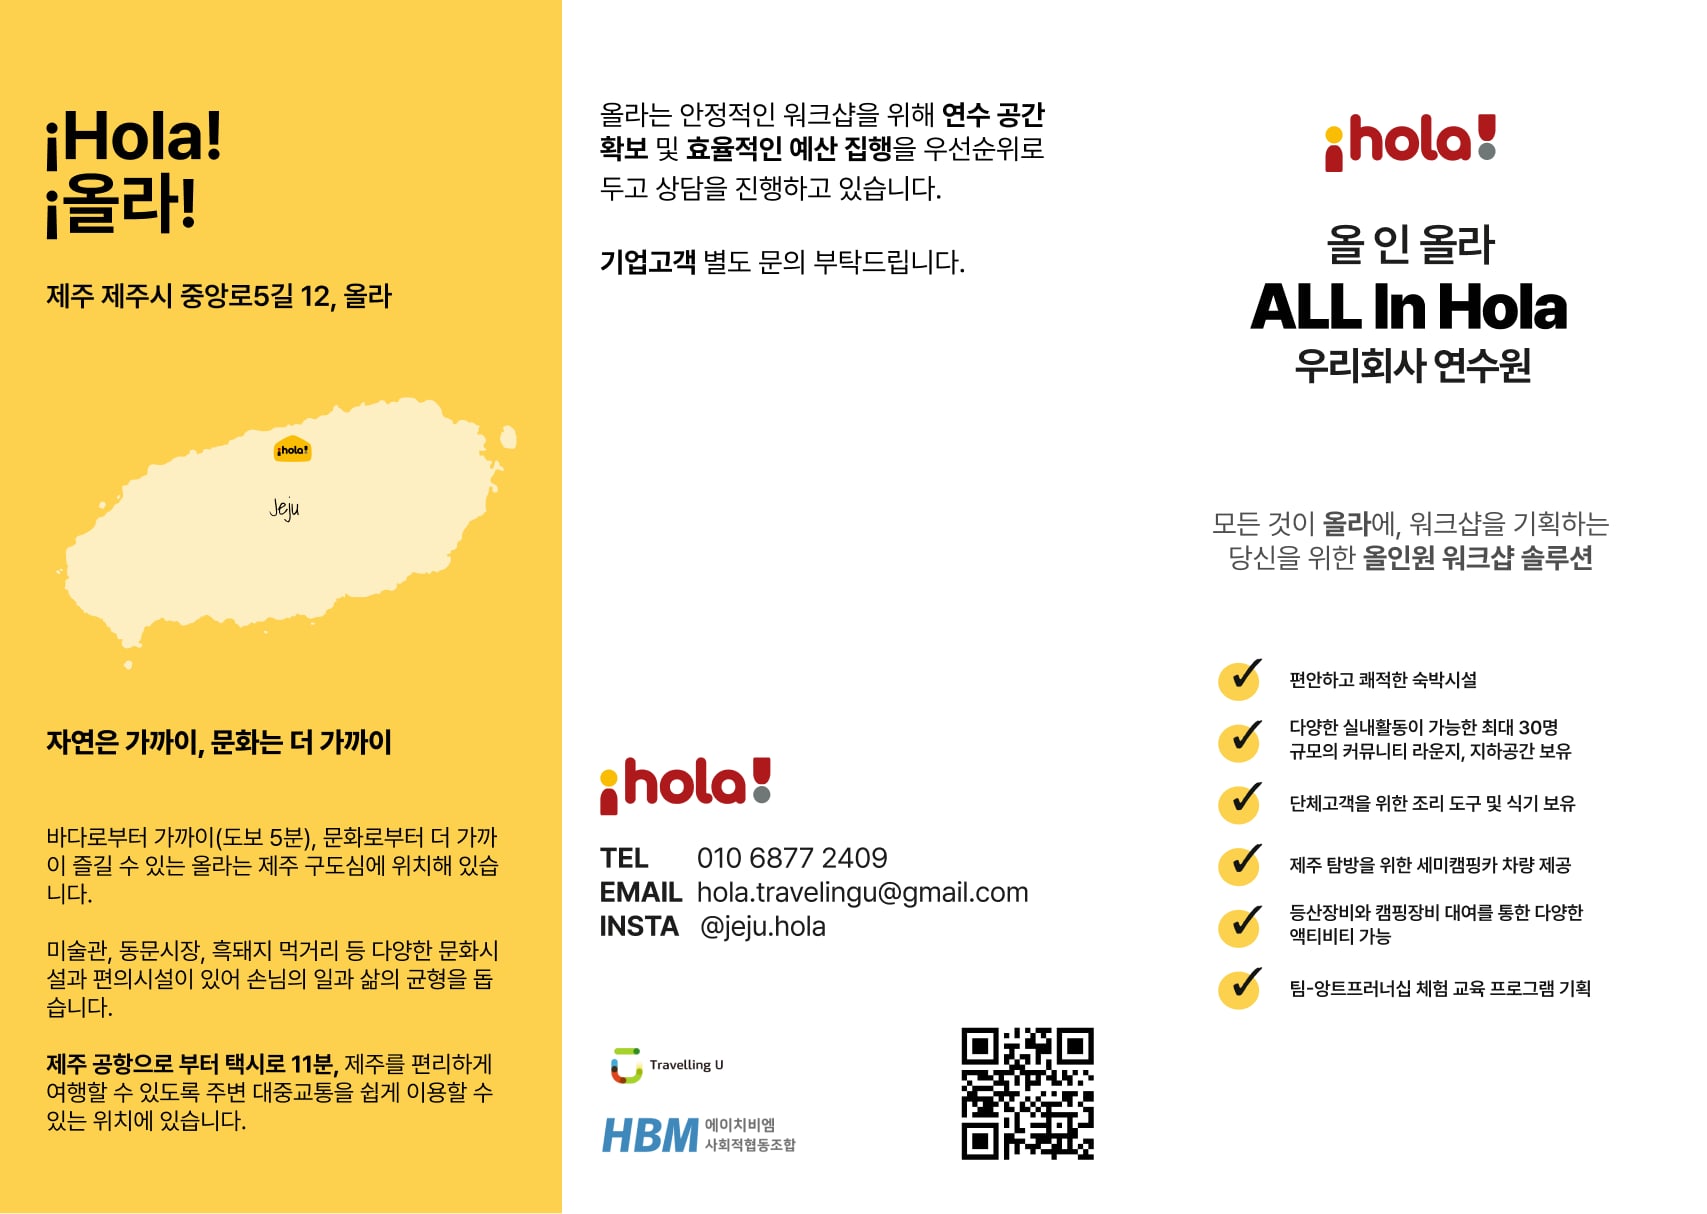 ¡Hola!
¡올라!
제주 제주시 중앙로5길 12, 올라
¡hola!
Jeju
자연은 가까이, 문화는 더 가까이
바다로부터 가까이(도보 5분), 문화로부터 더 가까
이 즐길 수 있는 올라는 제주 구도심에 위치해 있습
니다.
미술관, 동문시장, 흑돼지 먹거리 등 다양한 문화시
설과 편의시설이 있어 손님의 일과 삶의 균형을 돕
습니다.
제주 공항으로 부터 택시로 11분, 제주를 편리하게
여행할 수 있도록 주변 대중교통을 쉽게 이용할 수
있는 위치에 있습니다.
올라는 안정적인 워크샵을 위해 연수 공간
확보 및 효율적인 예산 집행을 우선순위로
두고 상담을 진행하고 있습니다.
기업고객 별도 문의 부탁드립니다.
¡hola!
TEL 010 6877 2409
EMAIL hola.travelingu@gmail.com
INSTA @jeju.hola
Travelling U
HBM 에이치비엠
사회적협동조합
¡hola!
올 인 올라
ALL In Hola
우리회사 연수원
모든 것이 올라에, 워크샵을 기획하는
당신을 위한 올인원 워크샵 솔루션
편안하고 쾌적한 숙박시설
다양한 실내활동이 가능한 최대 30명
규모의 커뮤니티 라운지, 지하공간 보유
단체고객을 위한 조리 도구 및 식기 보유
제주 탐방을 위한 세미캠핑카 차량 제공
등산장비와 캠핑장비 대여를 통한 다양한
액티비티 가능
팀-앙트프러너십 체험 교육 프로그램 기획